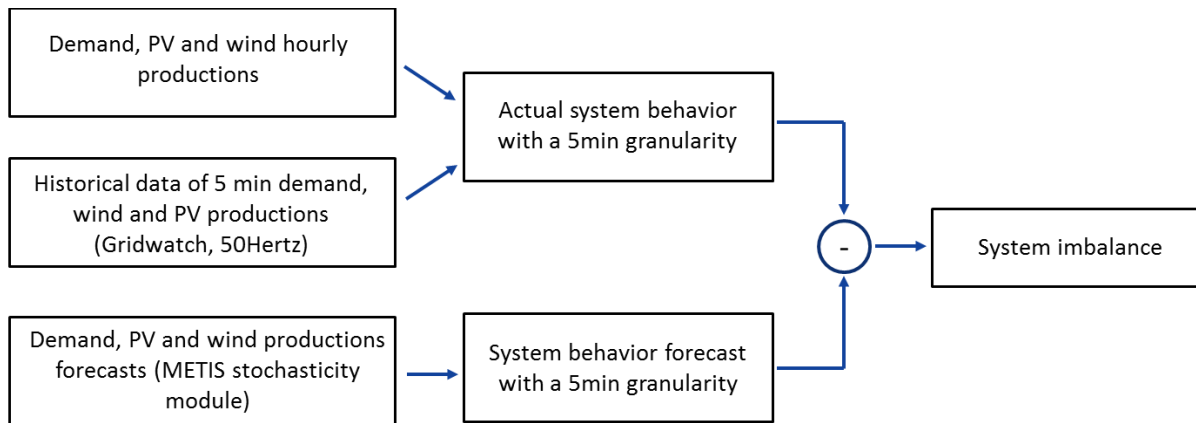 Demand, PV and wind hourly
productions
Historical data of 5 min demand,
wind and PV productions
(Gridwatch, 50Hertz)
Demand, PV and wind productions
forecasts (METIS stochasticity
module)
Actual system behavior
with a 5min granularity
System behavior forecast
with a 5min granularity
-
System imbalance